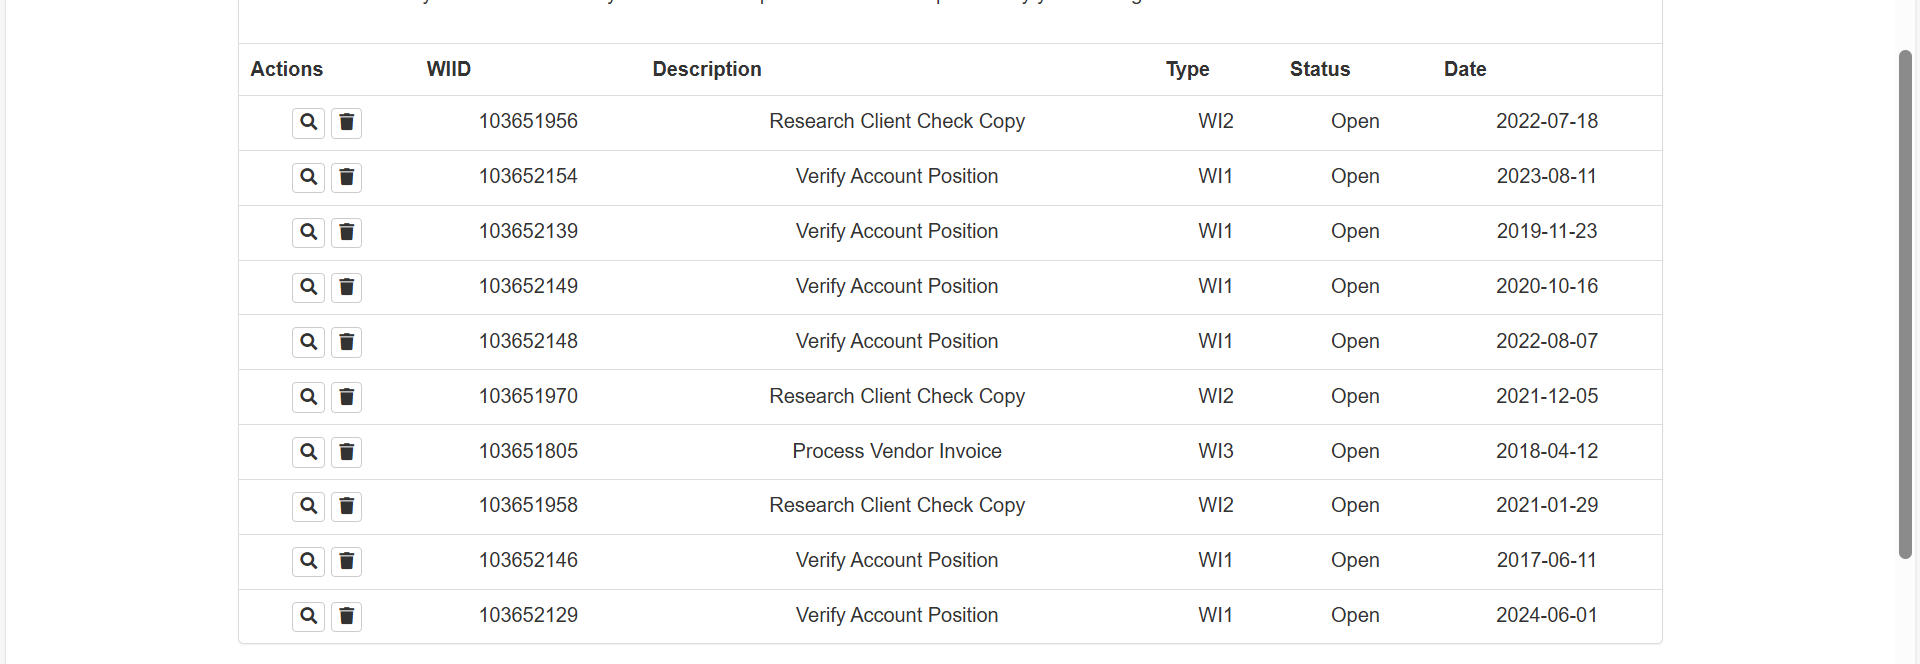 Actions WIID Description Type Status Date
103651956 Research Client Check Copy WI2 Open 2022-07-18
103652154 Verify Account Position WI1 Open 2023-08-11
103652139 Verify Account Position WI1 Open 2019-11-23
103652149 Verify Account Position WI1 Open 2020-10-16
103652148 Verify Account Position WI1 Open 2022-08-07
103651970 Research Client Check Copy WI2 Open 2021-12-05
103651805 Process Vendor Invoice WI3 Open 2018-04-12
103651958 Research Client Check Copy WI2 Open 2021-01-29
103652146 Verify Account Position WI1 Open 2017-06-11
103652129 Verify Account Position WI1 Open 2024-06-01